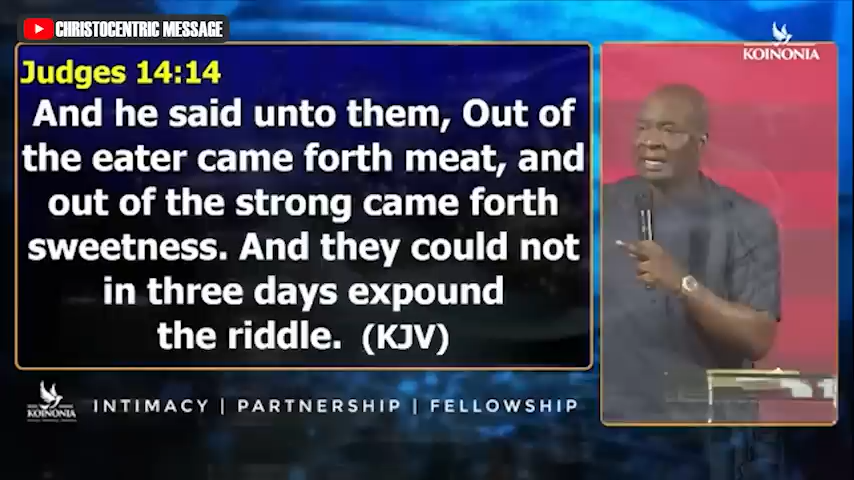 CHRISTOCENTRIC MESSAGE
KOINONIA
Judges 14:14
And he said unto them, Out of
the eater came forth meat, and
out of the strong came forth
sweetness. And they could not
in three days expound
the riddle. (KJV)
KOINONIA
INTIMACY | PARTNERSHIP | FELLOWSHIP